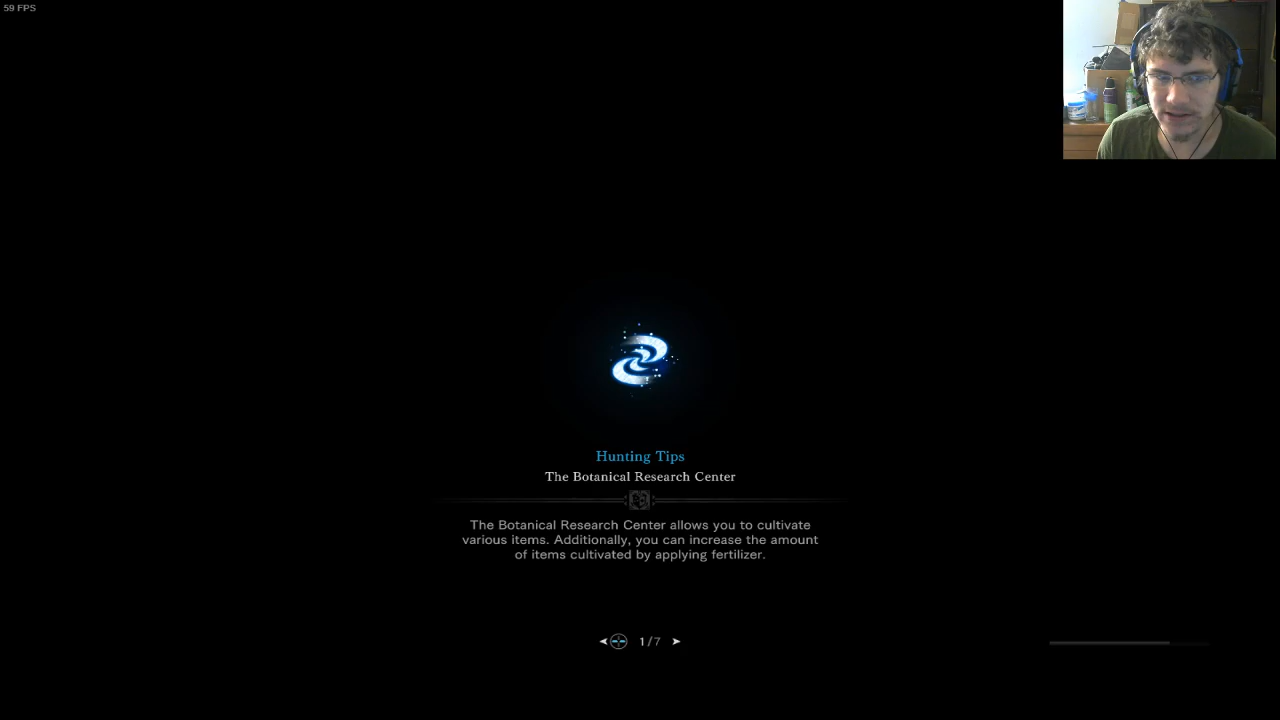 59 FPS
Hunting Tips
The Botanical Research Center
The Botanical Research Center allows you to cultivate
various items. Additionally, you can increase the amount
of items cultivated by applying fertilizer.
1/7